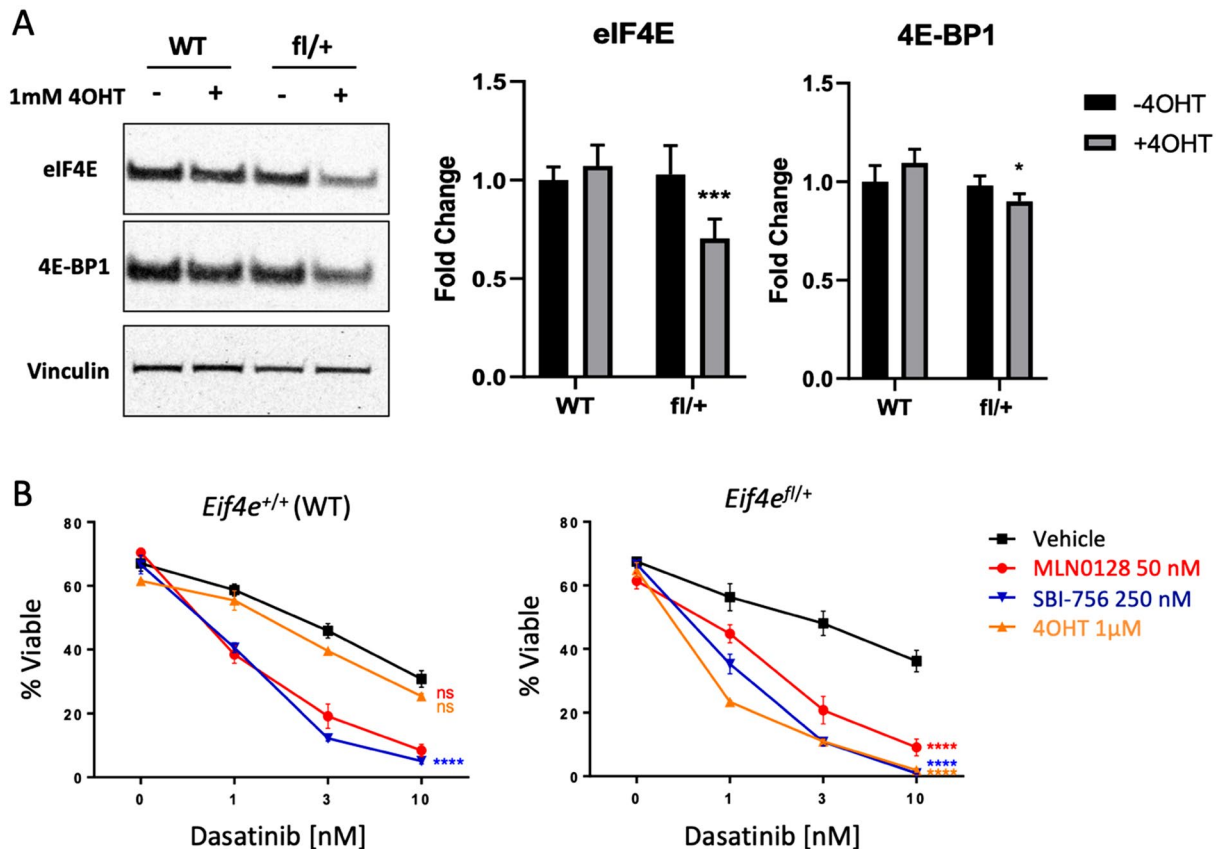 A
WT fl/+
1mM 4OHT - + - +
eIF4E
4E-BP1
Vinculin
eIF4E
Fold Change
1.5
1.0
0.5
0.0
WT fl/+
***
4E-BP1
Fold Change
1.5
1.0
0.5
0.0
WT fl/+
*
-4OHT
+4OHT
B
Eif4e+/+ (WT)
% Viable
80
60
40
20
0
0 1 3 10
Dasatinib [nM]
ns
ns
****
Eif4efl/+
% Viable
80
60
40
20
0
0 1 3 10
Dasatinib [nM]
****
****
****
Vehicle
MLN0128 50 nM
SBI-756 250 nM
4OHT 1µM